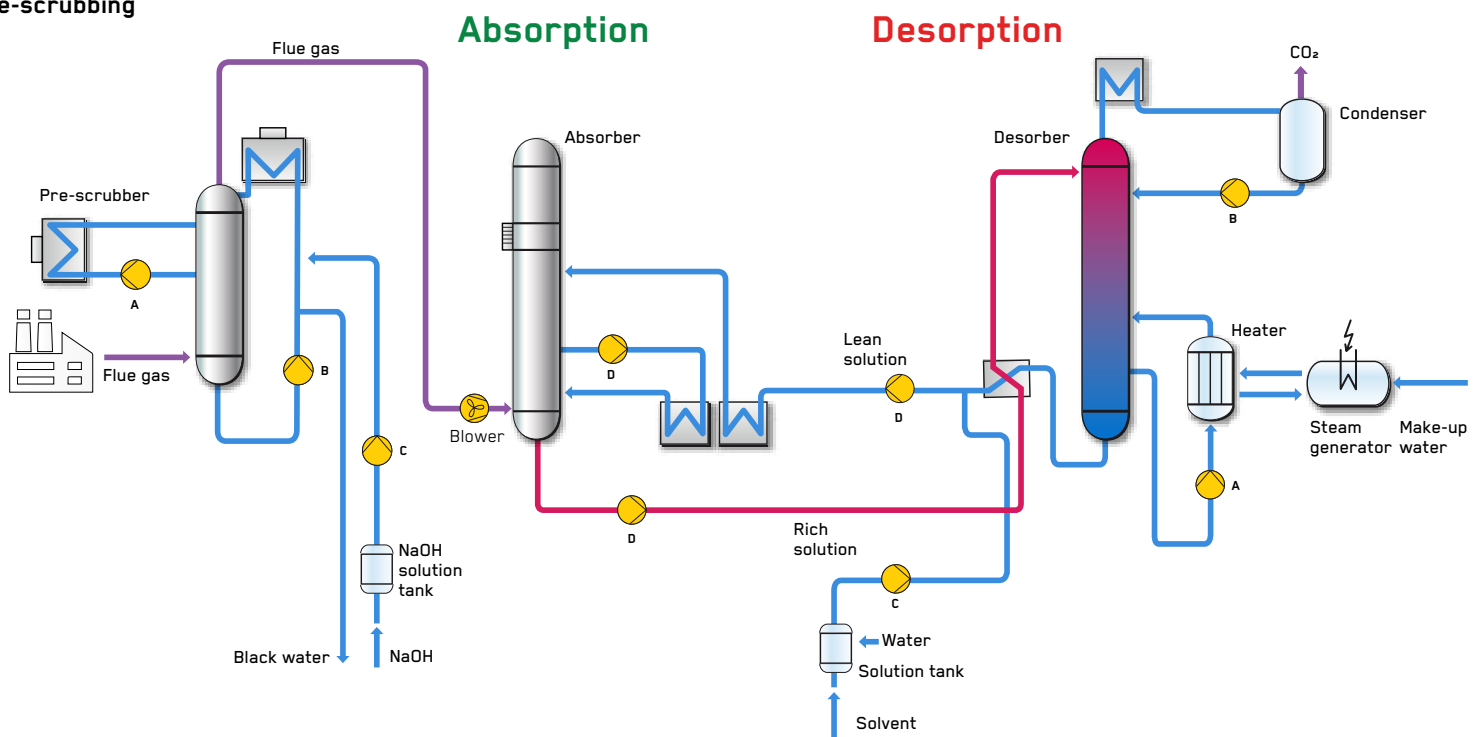 e-scrubbing
Absorption
Desorption
Flue gas
CO₂
Condenser
Absorber
Desorber
Pre-scrubber
B
A
Heater
Lean
solution
Flue gas
B
D
D
Blower
C
Steam
generator
Make-up
water
A
D
Rich
solution
NaOH
solution
tank
C
Water
Black water
NaOH
Solution tank
Solvent